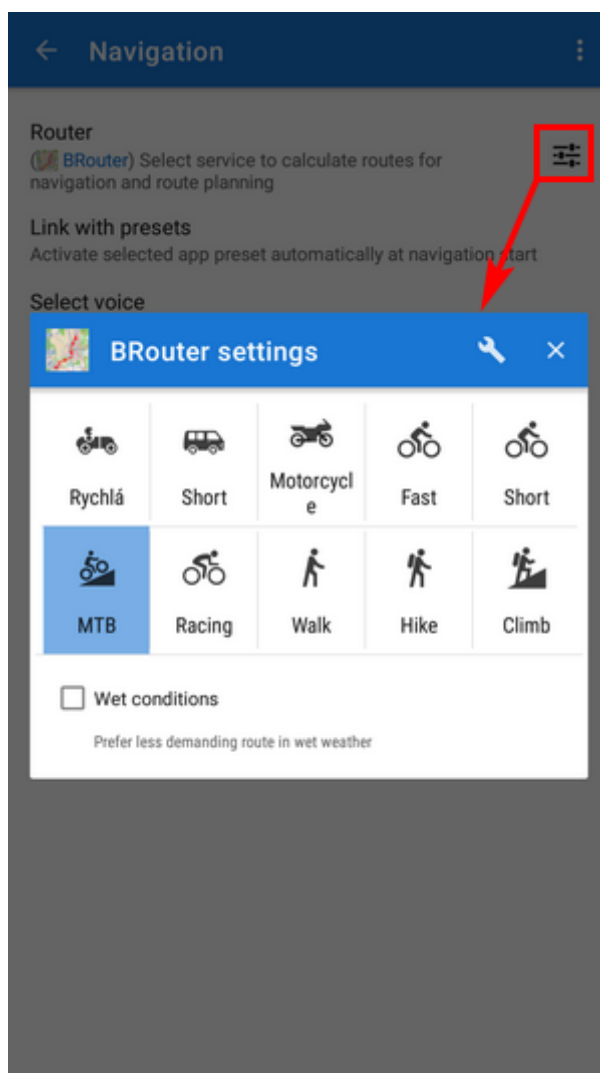 Navigation
Router
(BRouter) Select service to calculate routes for
navigation and route planning
Link with presets
Activate selected app preset automatically at navigation start
Select voice
BRouter settings
Rychlá
Short
Motorcycl
e
Fast
Short
MTB
Racing
Walk
Hike
Climb
Wet conditions
Prefer less demanding route in wet weather